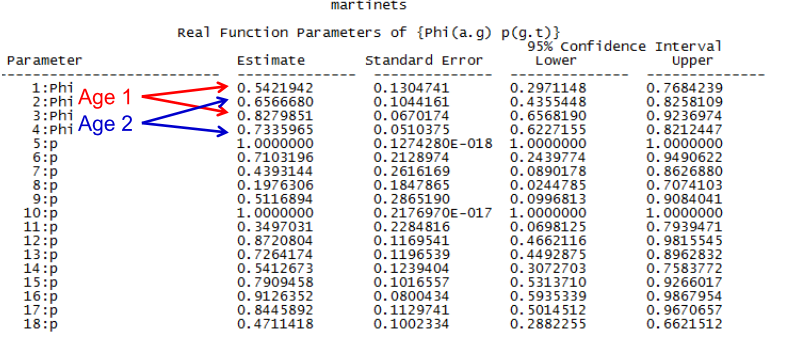 martinets
Real Function Parameters of {Phi(a.g) p(g.t)}
95% Confidence Interval
Parameter Estimate Standard Error Lower Upper
1:Phi 0.5421942 0.1304741 0.2971148 0.7684239
Age 1
2:Phi 0.6566680 0.1044161 0.4355448 0.8258109
3:Phi 0.8279851 0.0670174 0.6568190 0.9236974
Age 2
4:Phi 0.7335965 0.0510375 0.6227155 0.8212447
5:p 1.0000000 0.1274280E-018 1.0000000 1.0000000
6:p 0.7103196 0.2128974 0.2439774 0.9490622
7:p 0.4393144 0.2616169 0.0890178 0.8626880
8:p 0.1976306 0.1847865 0.0244785 0.7074103
9:p 0.5116894 0.2865190 0.0996813 0.9084041
10:p 1.0000000 0.2176970E-017 1.0000000 1.0000000
11:p 0.3497031 0.2284816 0.0698125 0.7939471
12:p 0.8720804 0.1169541 0.4662116 0.9815545
13:p 0.7264174 0.1196539 0.4492875 0.8962832
14:p 0.5412673 0.1239404 0.3072703 0.7583772
15:p 0.7909458 0.1016557 0.5313710 0.9266017
16:p 0.9126352 0.0800434 0.5935339 0.9867954
17:p 0.8445892 0.1129741 0.5014512 0.9670657
18:p 0.4711418 0.1002334 0.2882255 0.6621512